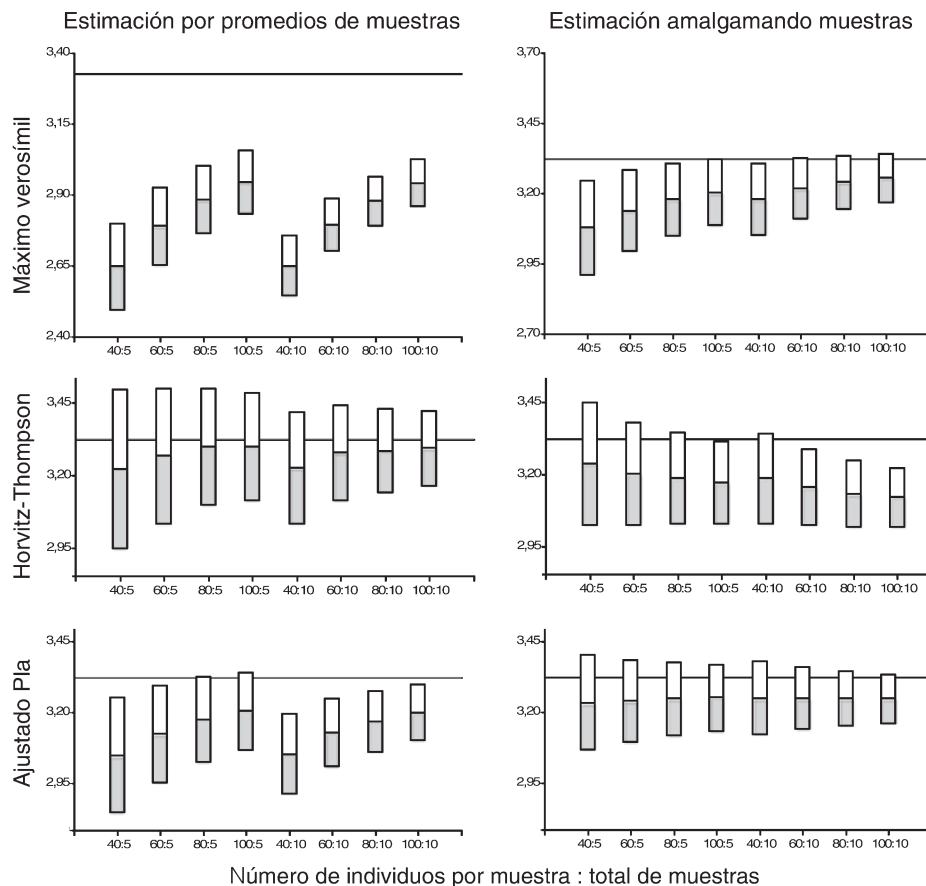 Estimación por promedios de muestras
Estimación amalgamando muestras
Máximo verosímil
3,40
3,15
2,90
2,65
2,40
40:5 60:5 80:5 100:5 40:10 60:10 80:10 100:10
3,70
3,45
3,20
2,95
2,70
40:5 60:5 80:5 100:5 40:10 60:10 80:10 100:10
Horvitz-Thompson
3,45
3,20
2,95
40:5 60:5 80:5 100:5 40:10 60:10 80:10 100:10
3,45
3,20
2,95
40:5 60:5 80:5 100:5 40:10 60:10 80:10 100:10
Ajustado Pla
3,45
3,20
2,95
40:5 60:5 80:5 100:5 40:10 60:10 80:10 100:10
3,45
3,20
2,95
40:5 60:5 80:5 100:5 40:10 60:10 80:10 100:10
Número de individuos por muestra : total de muestras